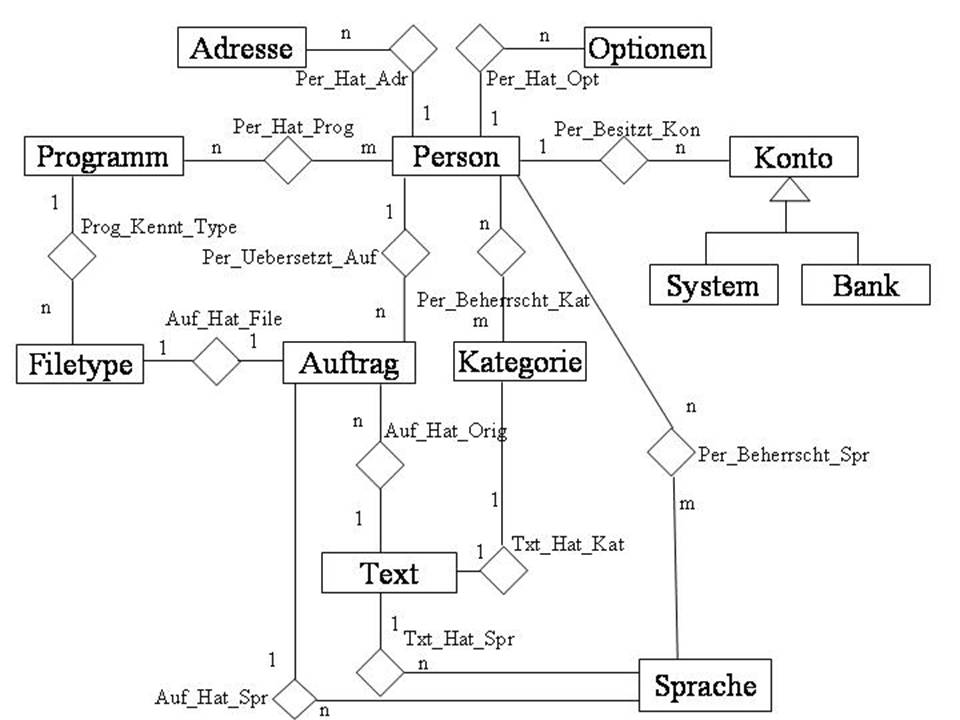 n
n
Adresse
Optionen
Per_Hat_Adr
Per_Hat_Opt
1
1
Per_Hat_Prog
Per_Besitzt_Kon
n
m
1
n
Programm
Person
Konto
1
1
n
Prog_Kennt_Type
Per_Uebersetzt_Auf
System
Bank
Per_Beherrscht_Kat
n
n
m
Auf_Hat_File
1
1
Filetype
Auftrag
Kategorie
n
n
Auf_Hat_Orig
Per_Beherrscht_Spr
1
m
1
Txt_Hat_Kat
1
Text
1
Txt_Hat_Spr
1
n
Sprache
Auf_Hat_Spr
n